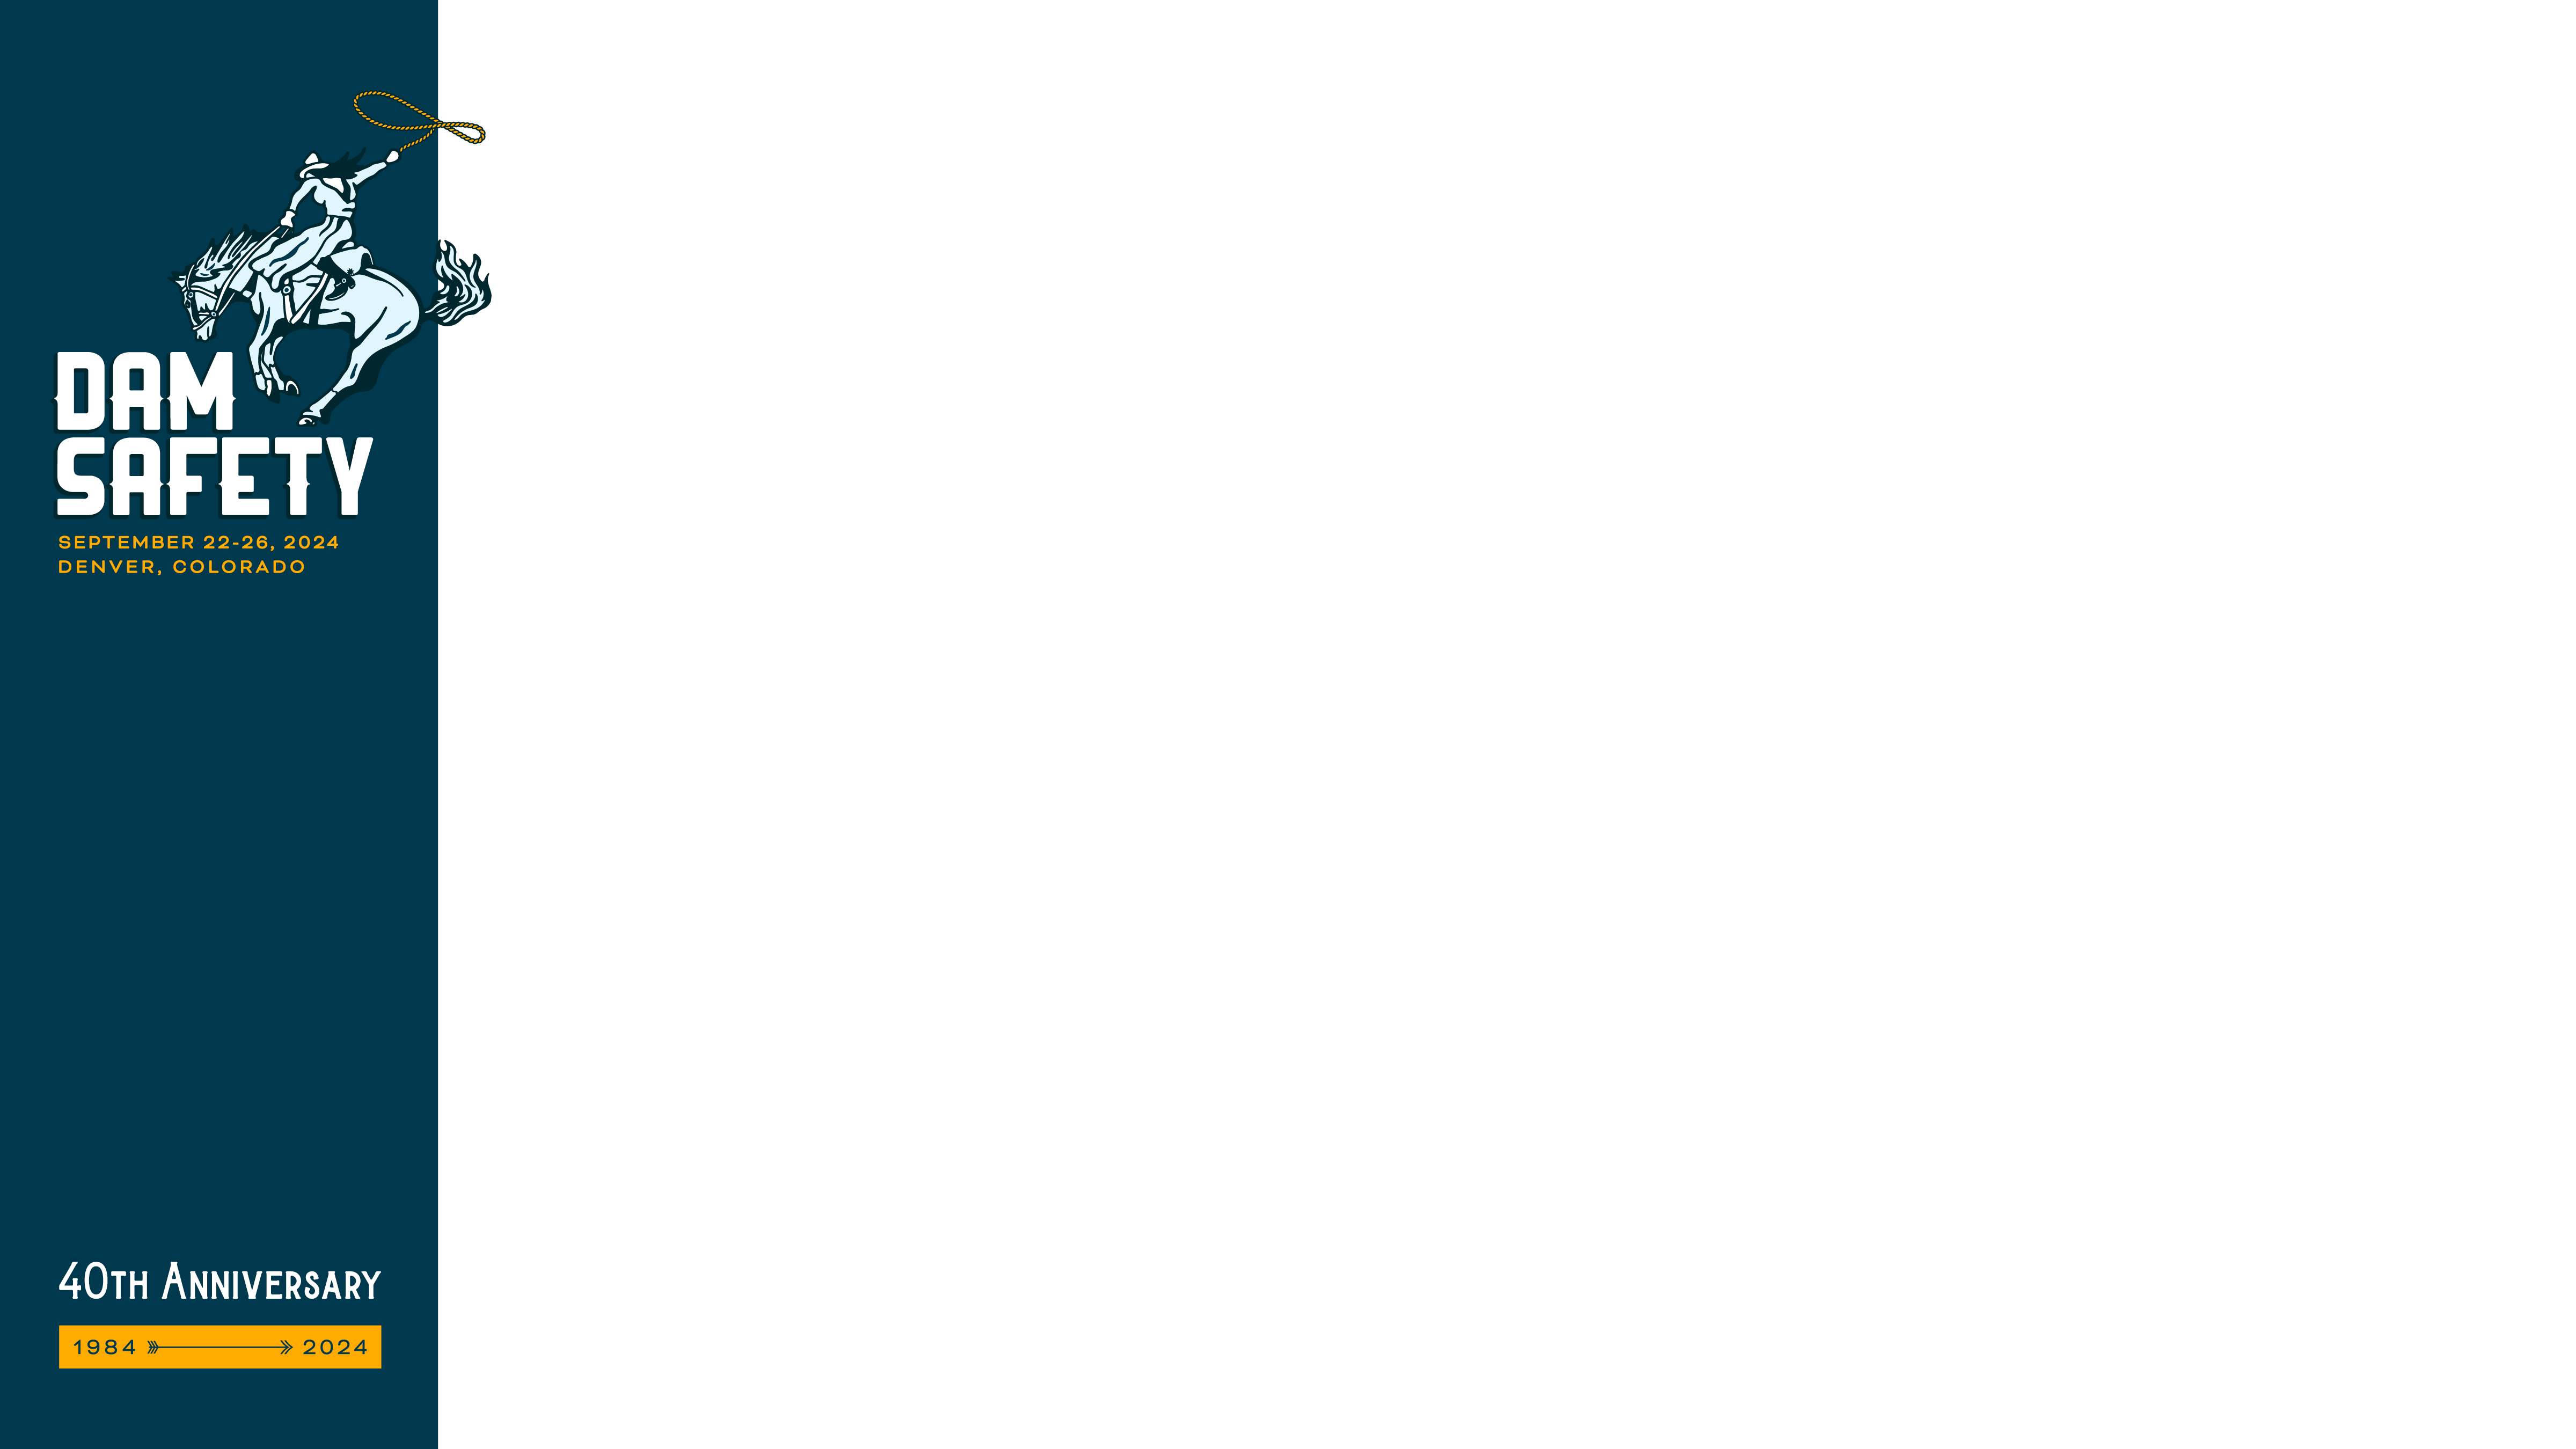 DAM
SAFETY
SEPTEMBER 22-26, 2024
DENVER, COLORADO
40TH ANNIVERSARY
1984 2024